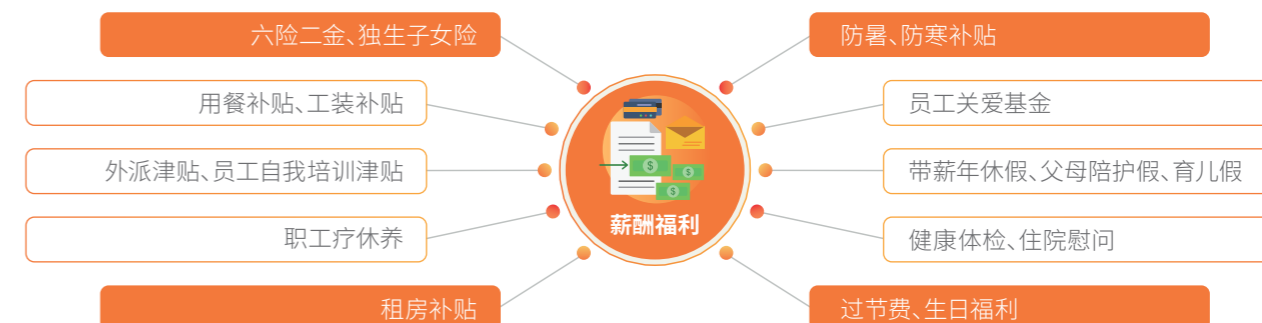 六险二金、独生子女险
用餐补贴、工装补贴
外派津贴、员工自我培训津贴
职工疗休养
租房补贴
薪酬福利
防暑、防寒补贴
员工关爱基金
带薪年休假、父母陪护假、育儿假
健康体检、住院慰问
过节费、生日福利